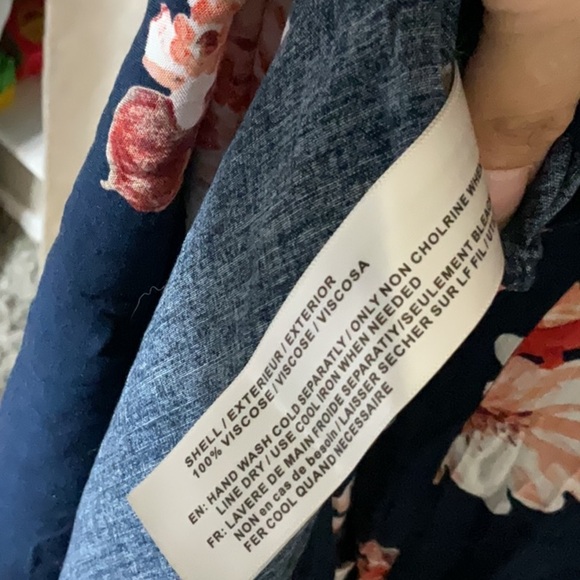 SHELL / EXTERIEUR / EXTERIOR
100% VISCOSE / VISCOSE / VISCOSA
EN: HAND WASH COLD SEPARATLY / ONLY NON CHOLRINE WHEN
LINE DRY / USE COOL IRON WHEN NEEDED
FR: LAVERE DE MAIN FROIDE SEPARATIY/SEULEMENT
NON en cas de besoin / LAISSER SECHER SUR LF FIL /
FER COOL QUAND NECESSAIRE